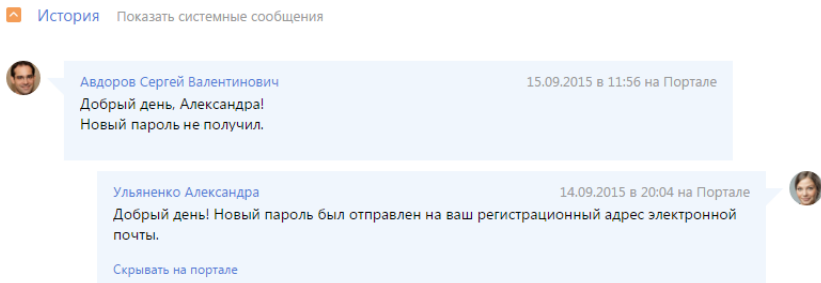 История Показать системные сообщения
Авдоров Сергей Валентинович 15.09.2015 в 11:56 на Портале
Добрый день, Александра!
Новый пароль не получил.
Ульяненко Александра 14.09.2015 в 20:04 на Портале
Добрый день! Новый пароль был отправлен на ваш регистрационный адрес электронной
почты.
Скрывать на портале